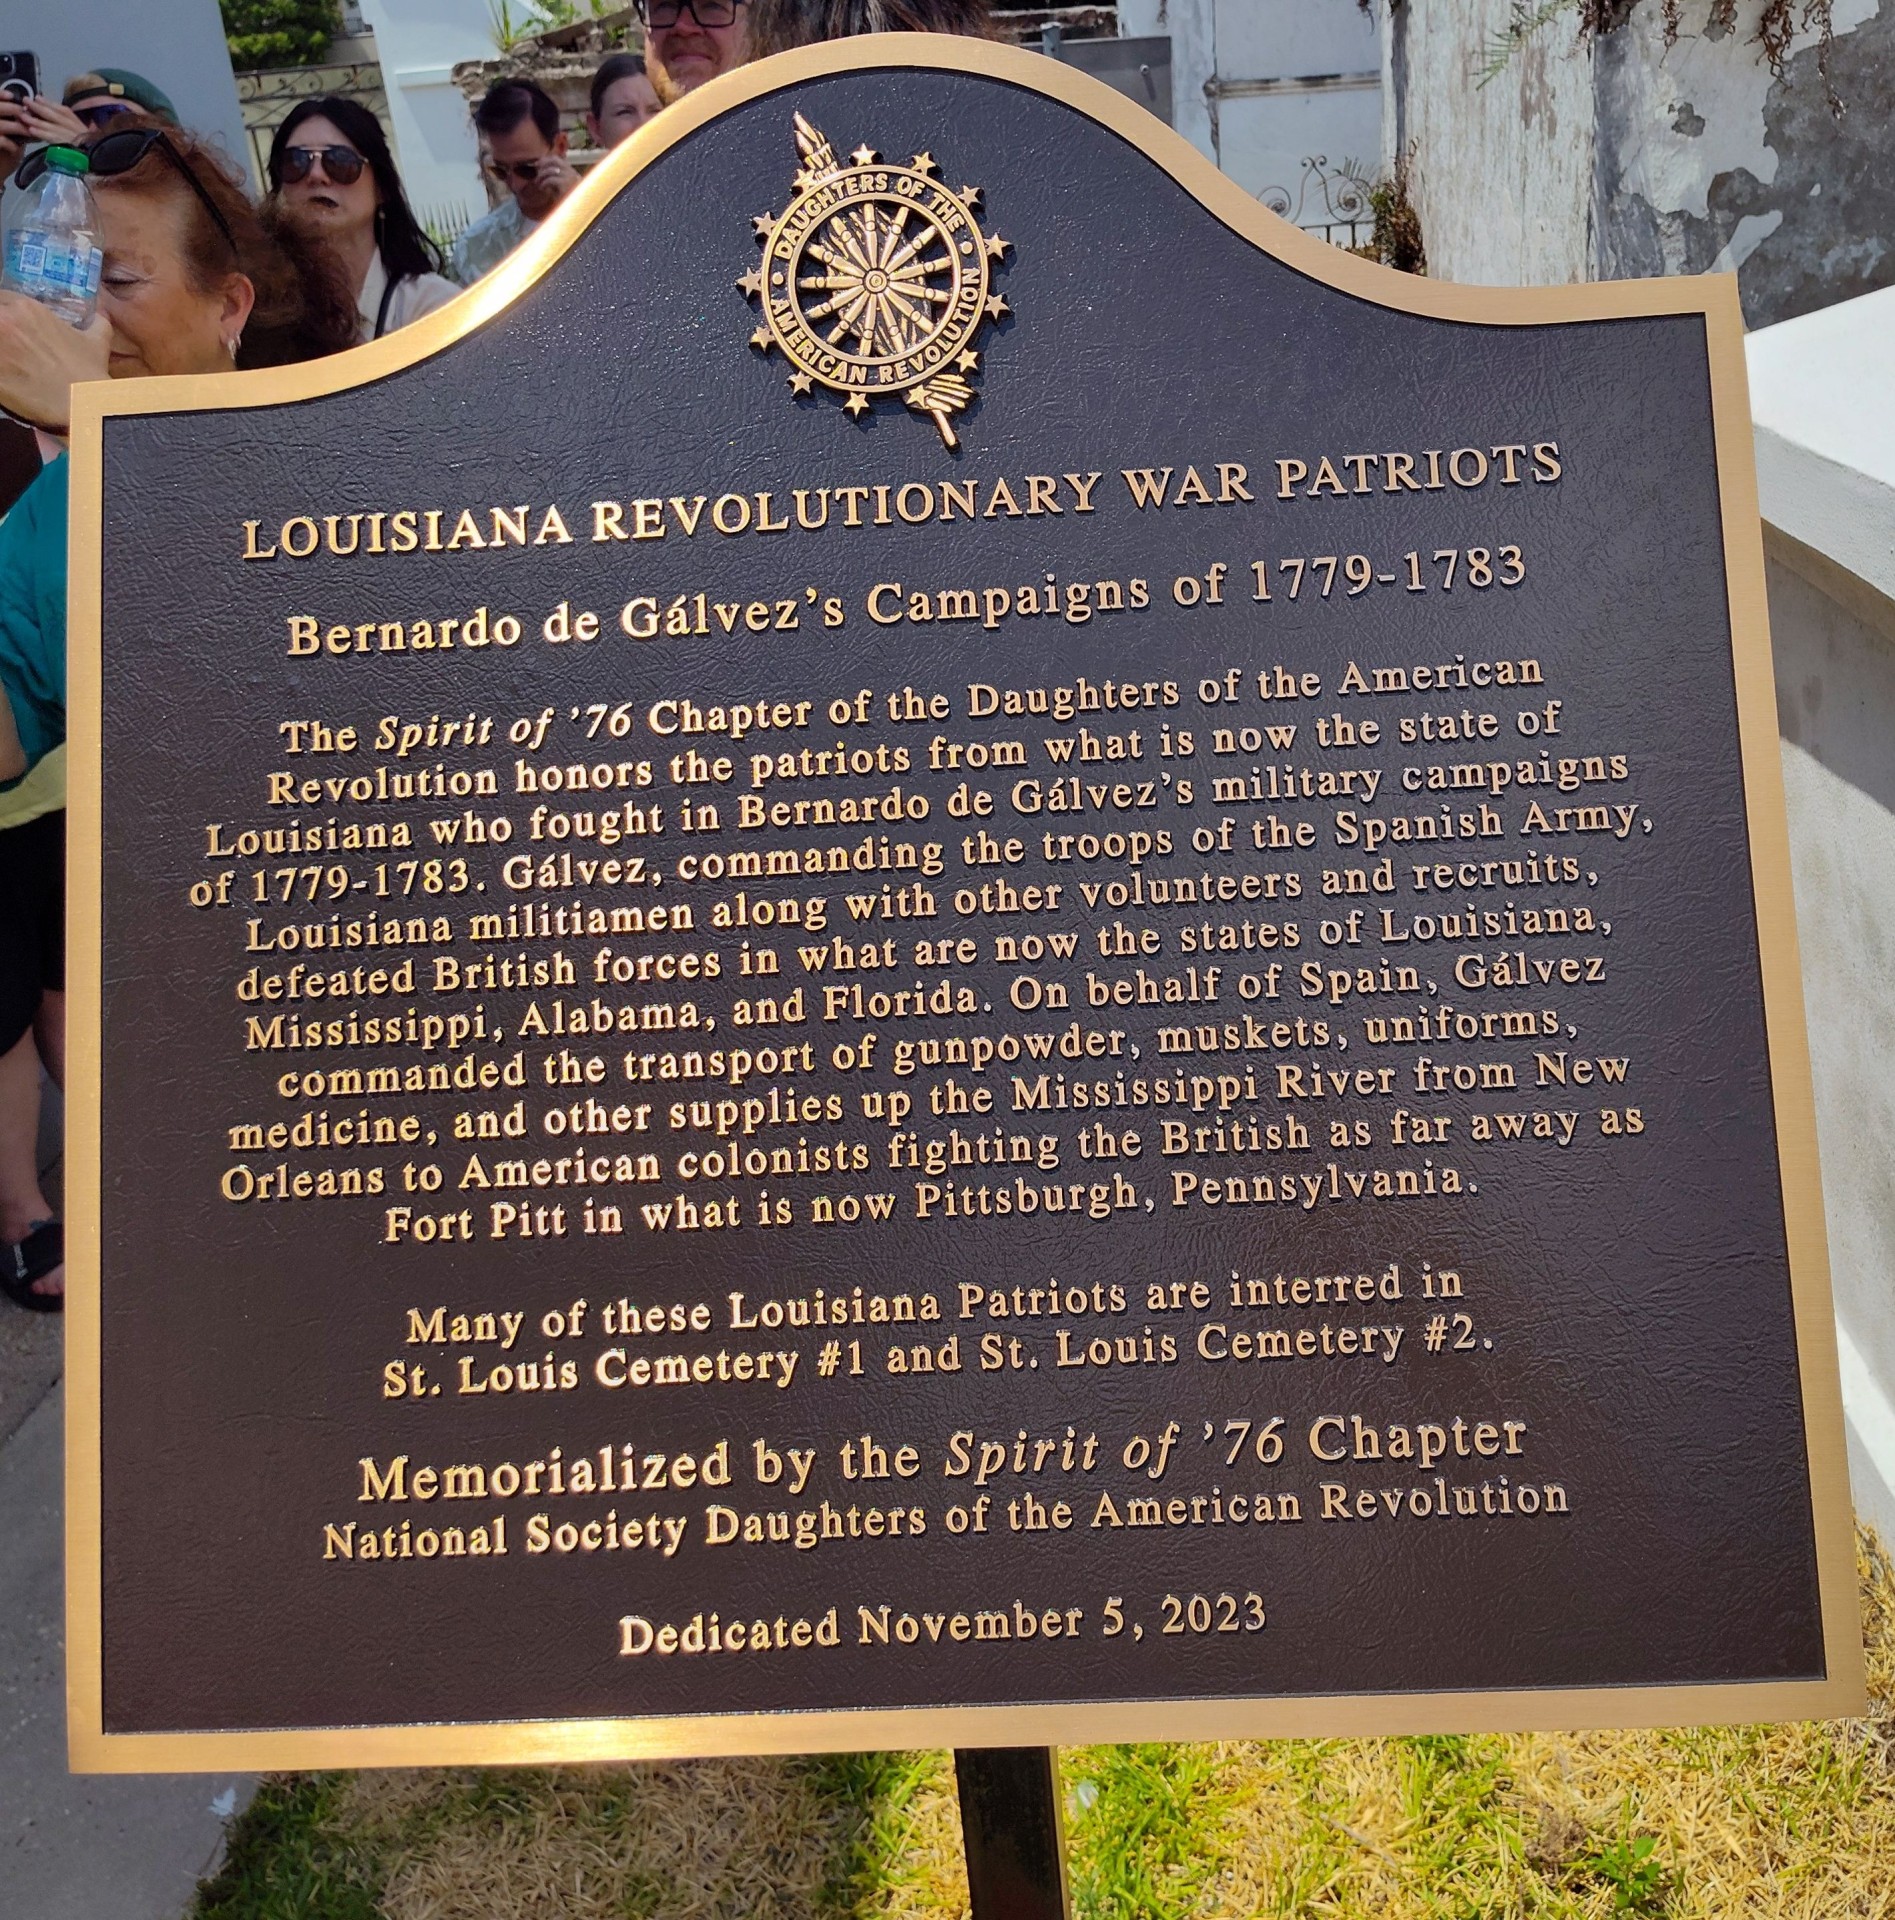 DAUGHTERS OF THE
AMERICAN REVOLUTION
LOUISIANA REVOLUTIONARY WAR PATRIOTS
Bernardo de Gálvez's Campaigns of 1779-1783
The Spirit of '76 Chapter of the Daughters of the American
Revolution honors the patriots from what is now the state of
Louisiana who fought in Bernardo de Gálvez's military campaigns
of 1779-1783. Gálvez, commanding the troops of the Spanish Army,
Louisiana militiamen along with other volunteers and recruits,
defeated British forces in what are now the states of Louisiana,
Mississippi, Alabama, and Florida. On behalf of Spain, Gálvez
commanded the transport of gunpowder, muskets, uniforms,
medicine, and other supplies up the Mississippi River from New
Orleans to American colonists fighting the British as far away as
Fort Pitt in what is now Pittsburgh, Pennsylvania.
Many of these Louisiana Patriots are interred in
St. Louis Cemetery #1 and St. Louis Cemetery #2.
Memorialized by the Spirit of '76 Chapter
National Society Daughters of the American Revolution
Dedicated November 5, 2023